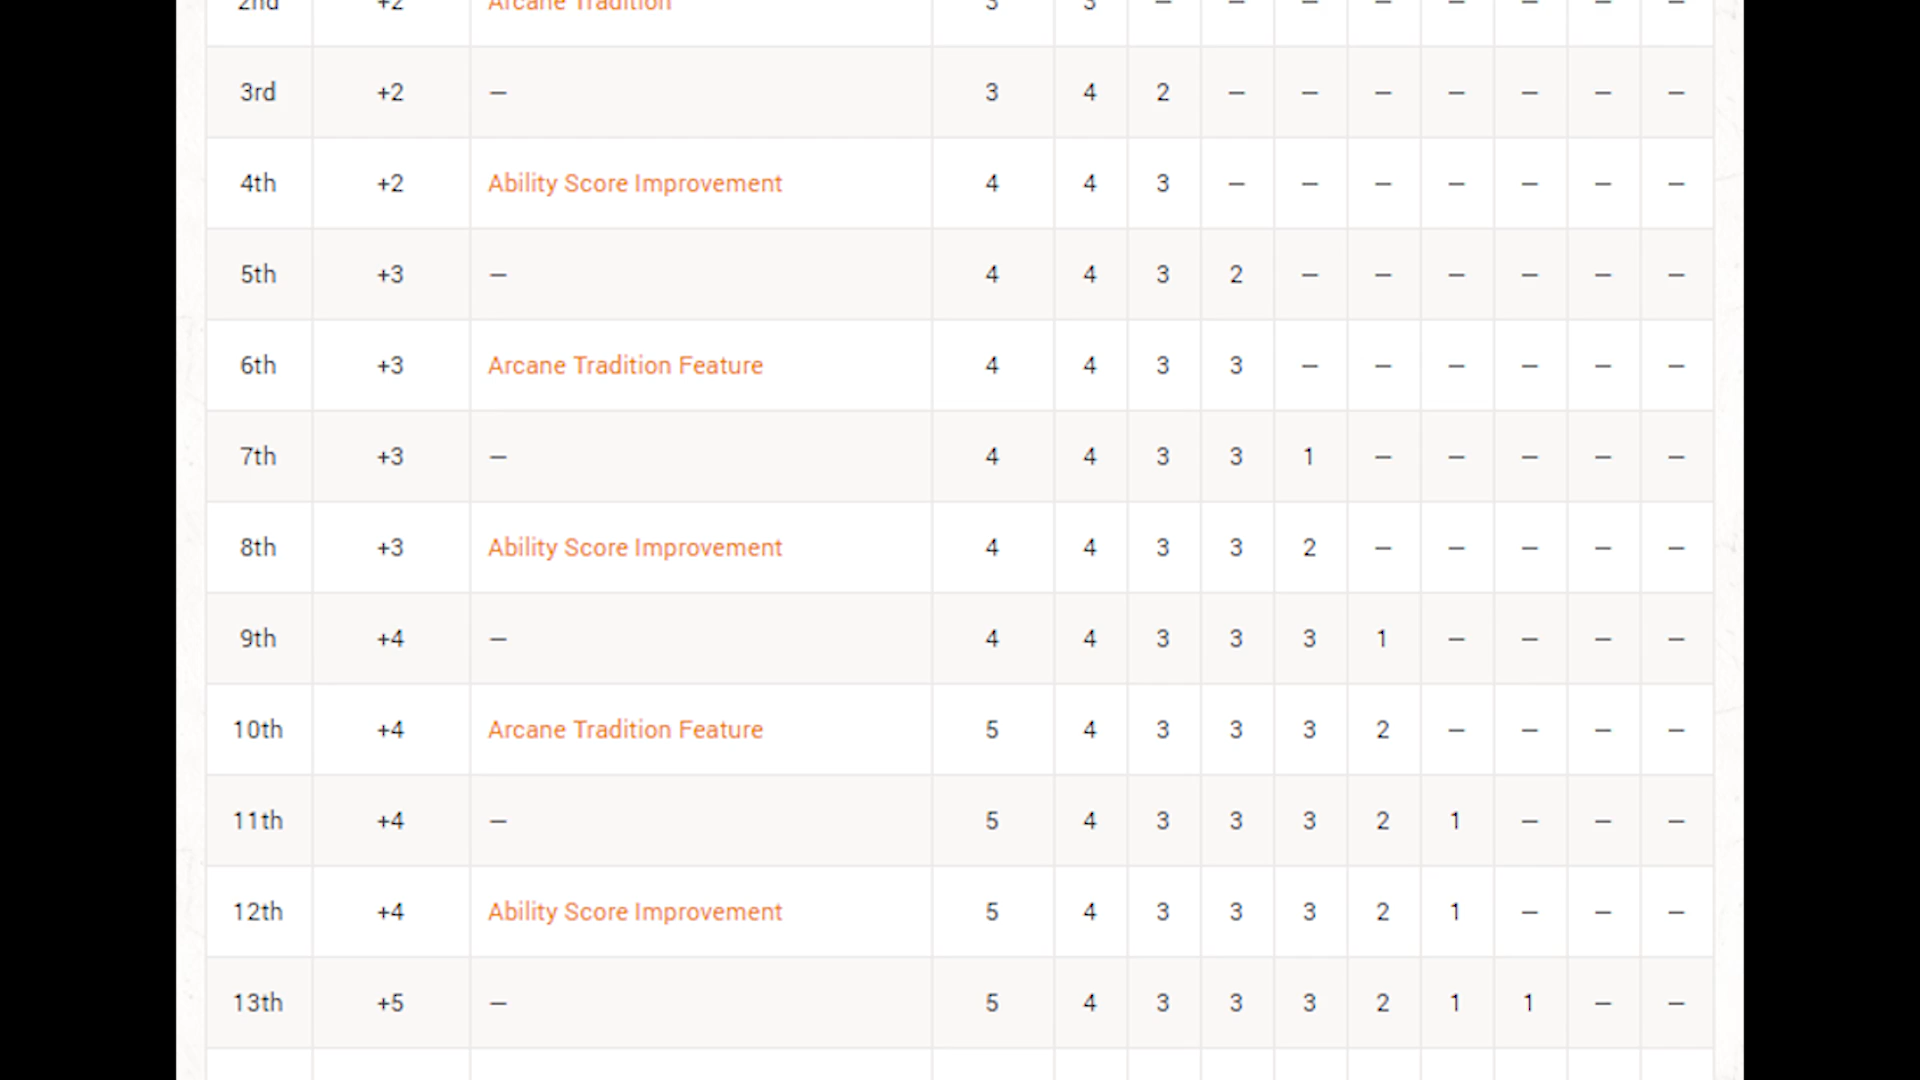 2nd +2 Arcane Tradition 3 3 – – – – – – – –
3rd +2 – 3 4 2 – – – – – – –
4th +2 Ability Score Improvement 4 4 3 – – – – – – –
5th +3 – 4 4 3 2 – – – – – –
6th +3 Arcane Tradition Feature 4 4 3 3 – – – – – –
7th +3 – 4 4 3 3 1 – – – – –
8th +3 Ability Score Improvement 4 4 3 3 2 – – – – –
9th +4 – 4 4 3 3 3 1 – – – –
10th +4 Arcane Tradition Feature 5 4 3 3 3 2 – – – –
11th +4 – 5 4 3 3 3 2 1 – – –
12th +4 Ability Score Improvement 5 4 3 3 3 2 1 – – –
13th +5 – 5 4 3 3 3 2 1 1 – –